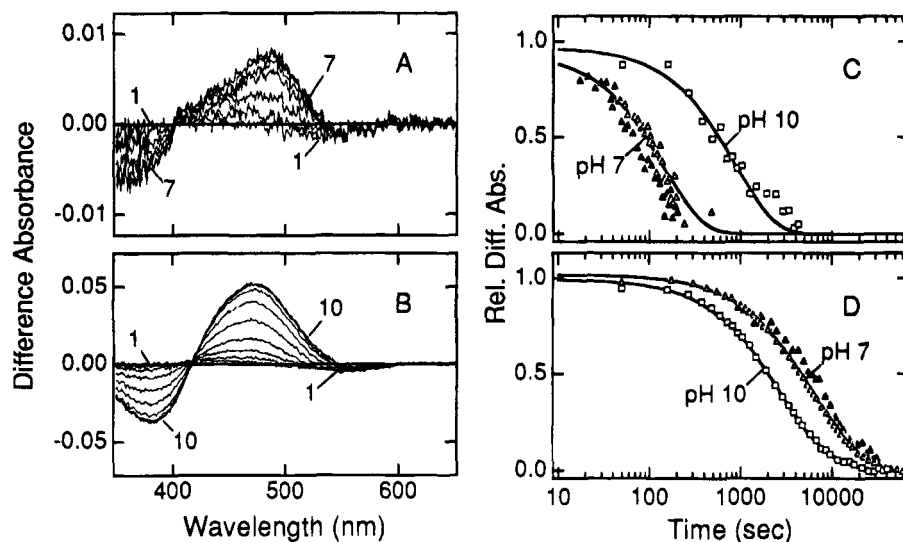 0.01
0.00
-0.01
A
1
7
7
1
0.05
0.00
-0.05
B
1
10
10
1
400
500
600
Wavelength (nm)
Difference Absorbance
0.0
0.5
1.0
C
pH 10
pH 7
1.0
0.5
0.0
D
pH 7
pH 10
10
100
1000
10000
Time (sec)
Rel. Diff. Abs.